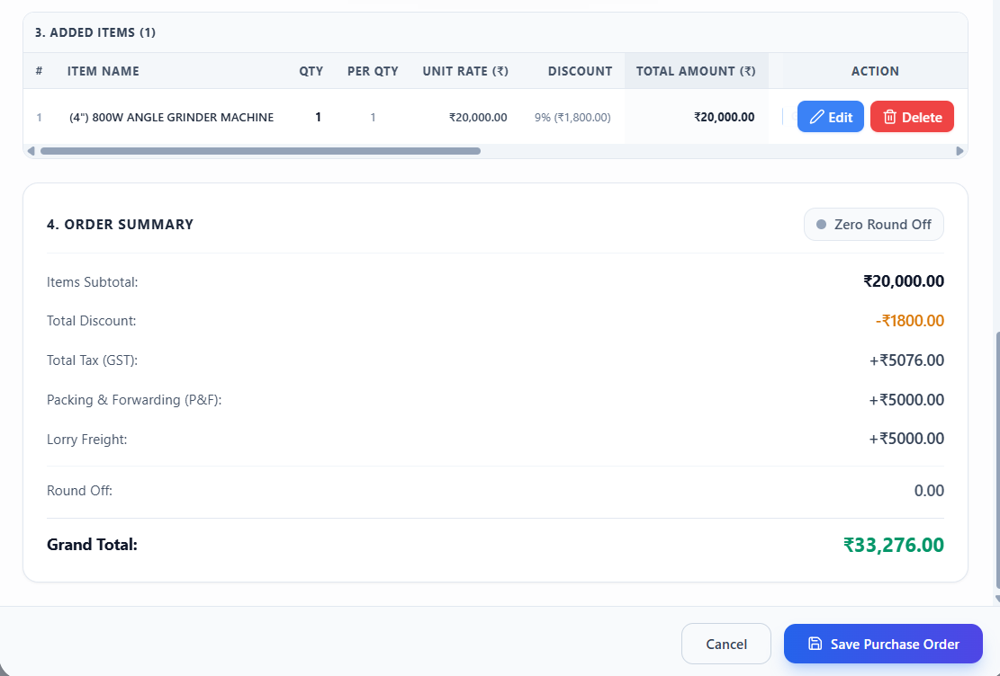 3. ADDED ITEMS (1)
# ITEM NAME QTY PER QTY UNIT RATE (₹) DISCOUNT TOTAL AMOUNT (₹) ACTION
1 (4") 800W ANGLE GRINDER MACHINE 1 1 ₹20,000.00 9% (₹1,800.00) ₹20,000.00 Edit Delete
4. ORDER SUMMARY Zero Round Off
Items Subtotal: ₹20,000.00
Total Discount: -₹1800.00
Total Tax (GST): +₹5076.00
Packing & Forwarding (P&F): +₹5000.00
Lorry Freight: +₹5000.00
Round Off: 0.00
Grand Total: ₹33,276.00
Cancel Save Purchase Order